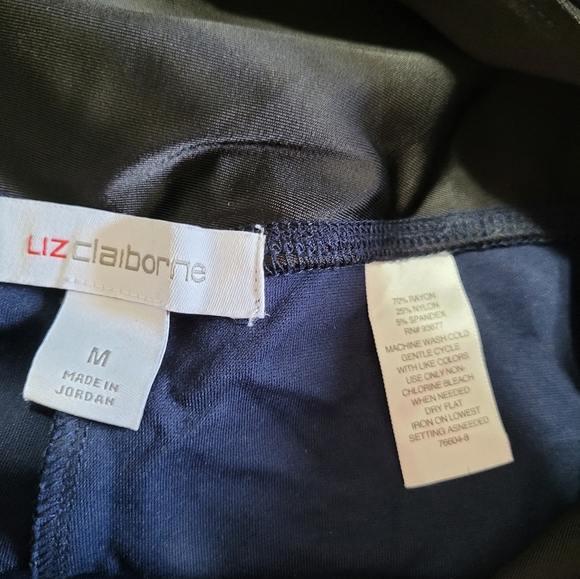 LIZ claiborne
M
MADE IN
JORDAN
70% RAYON
25% NYLON
5% SPANDEX
RN# 93677
MACHINE WASH COLD
GENTLE CYCLE
WITH LIKE COLORS.
USE ONLY NON-
CHLORINE BLEACH
WHEN NEEDED
DRY FLAT
IRON ON LOWEST
SETTING ASNEEDED
76604-8